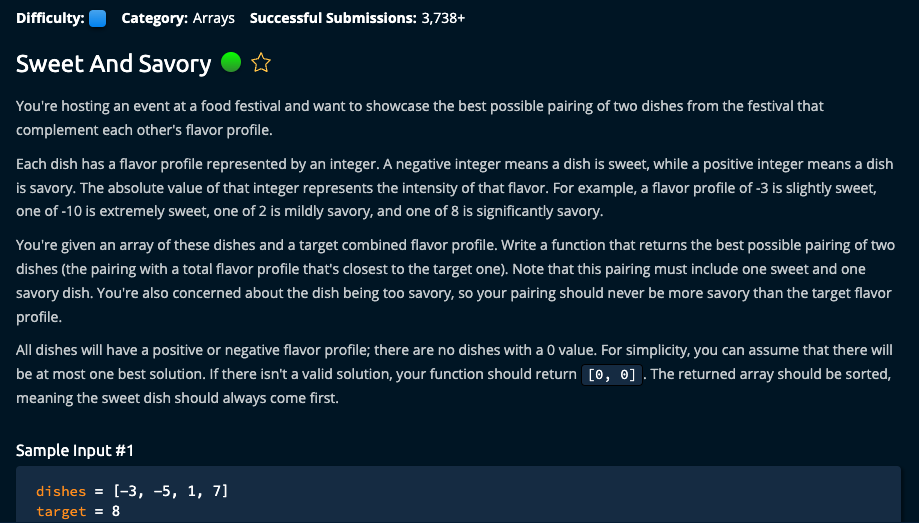 Difficulty: Category: Arrays Successful Submissions: 3,738+
Sweet And Savory
You're hosting an event at a food festival and want to showcase the best possible pairing of two dishes from the festival that
complement each other's flavor profile.
Each dish has a flavor profile represented by an integer. A negative integer means a dish is sweet, while a positive integer means a dish
is savory. The absolute value of that integer represents the intensity of that flavor. For example, a flavor profile of -3 is slightly sweet,
one of -10 is extremely sweet, one of 2 is mildly savory, and one of 8 is significantly savory.
You're given an array of these dishes and a target combined flavor profile. Write a function that returns the best possible pairing of two
dishes (the pairing with a total flavor profile that's closest to the target one). Note that this pairing must include one sweet and one
savory dish. You're also concerned about the dish being too savory, so your pairing should never be more savory than the target flavor
profile.
All dishes will have a positive or negative flavor profile; there are no dishes with a 0 value. For simplicity, you can assume that there will
be at most one best solution. If there isn't a valid solution, your function should return [0, 0]. The returned array should be sorted,
meaning the sweet dish should always come first.
Sample Input #1
dishes = [-3, -5, 1, 7]
target = 8